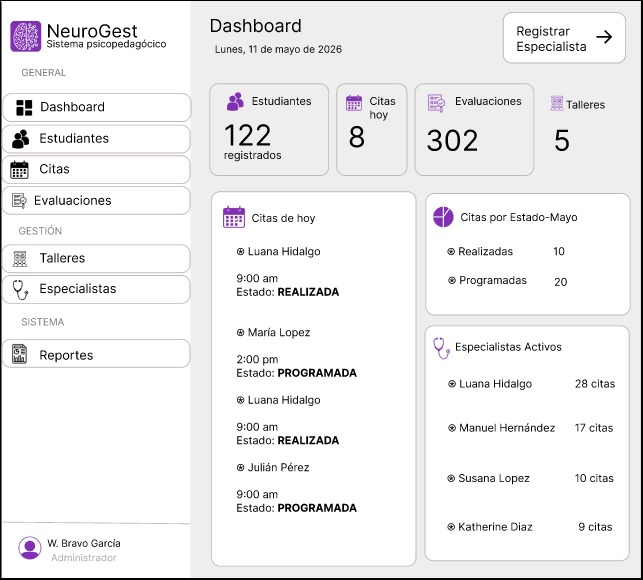 NeuroGest
Sistema psicopedagócico
GENERAL
Dashboard
Estudiantes
Citas
Evaluaciones
GESTIÓN
Talleres
Especialistas
SISTEMA
Reportes
W. Bravo García
Administrador
Dashboard
Lunes, 11 de mayo de 2026
Registrar
Especialista
Estudiantes
122
registrados
Citas
hoy
8
Evaluaciones
302
Talleres
5
Citas de hoy
Luana Hidalgo
9:00 am
Estado: REALIZADA
María Lopez
2:00 pm
Estado: PROGRAMADA
Luana Hidalgo
9:00 am
Estado: REALIZADA
Julián Pérez
9:00 am
Estado: PROGRAMADA
Citas por Estado-Mayo
Realizadas 10
Programadas 20
Especialistas Activos
Luana Hidalgo 28 citas
Manuel Hernández 17 citas
Susana Lopez 10 citas
Katherine Diaz 9 citas